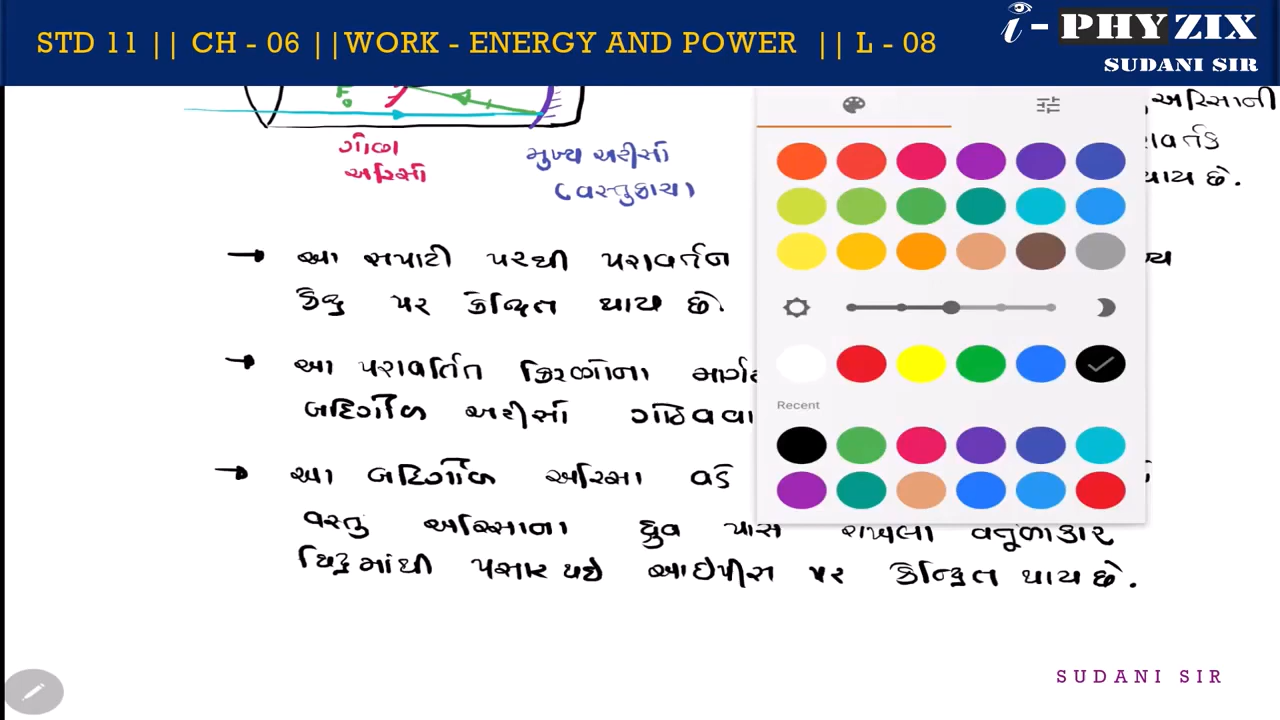 STD 11 || CH - 06 ||WORK - ENERGY AND POWER || L - 08
i-PHYZIX
SUDANI SIR
અરિસાની
ગૌણ
અરિસો
મુખ્ય અરીસો
(વસ્તુકાચ)
થાય છે.
→ આ સપાટી પરથી પરાવર્તન
કેન્દ્ર પર કેન્દ્રિત થાય છે.
→ આ પરાવર્તિત કિરણોના
બહિર્ગોળ અરીસો ગોઠવવા
Recent
→ આ બહિર્ગોળ અરિસા વડે
વસ્તુ અરિસાના ધ્રુવ પાસે રાખેલા વર્તુળાકાર
છિદ્રમાંથી પસાર થઈ આઈપીસ પર કેન્દ્રિત થાય છે.
SUDANI SIR